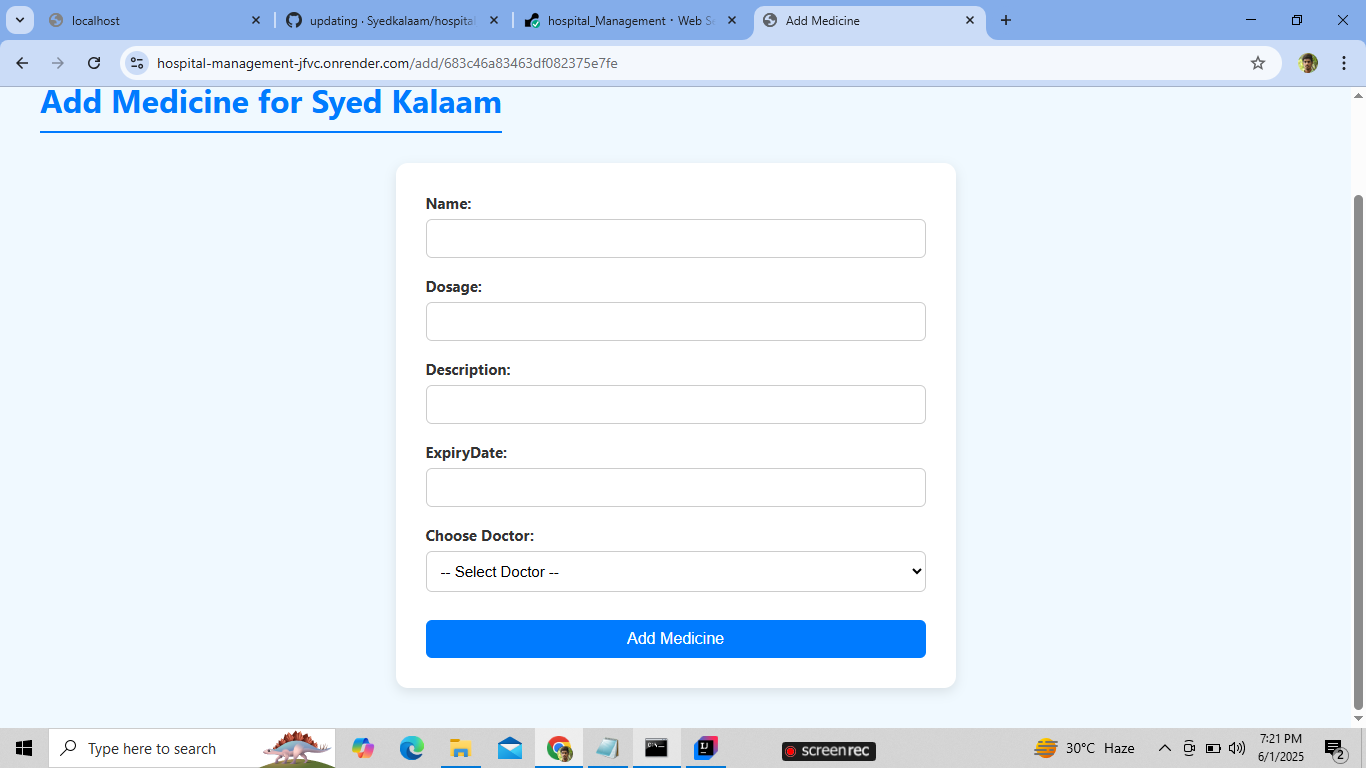 localhost
updating · Syedkalaam/hospital
hospital_Management · Web Se
Add Medicine
hospital-management-jfvc.onrender.com/add/683c46a83463df082375e7fe
Add Medicine for Syed Kalaam
Name:
Dosage:
Description:
ExpiryDate:
Choose Doctor:
-- Select Doctor --
Add Medicine
Type here to search
screenrec
30°C Haze
7:21 PM
6/1/2025
2